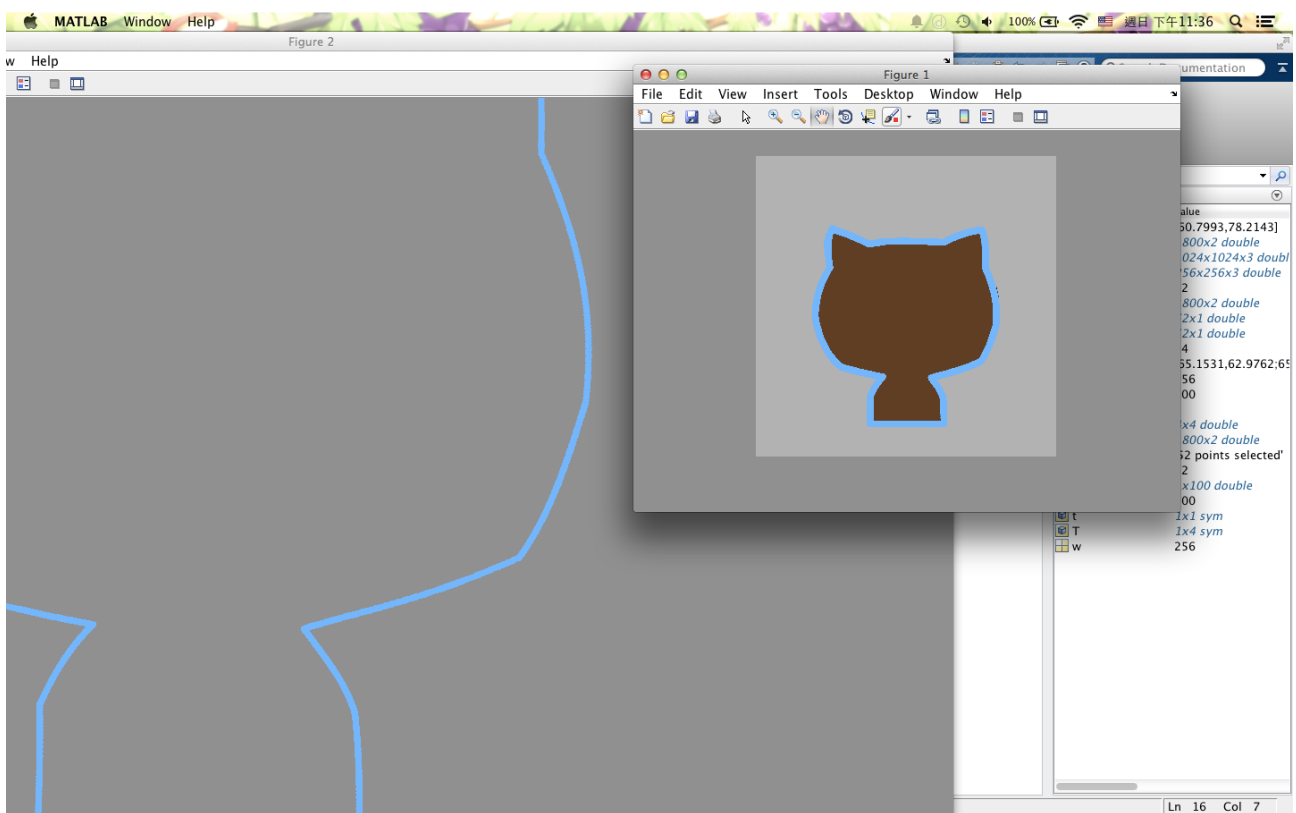 MATLAB Window Help 100% 週日下午11:36
Figure 2
w Help
Figure 1
File Edit View Insert Tools Desktop Window Help
umentation
alue
60.7993,78.2143]
800x2 double
024x1024x3 doubl
56x256x3 double
2
800x2 double
2x1 double
2x1 double
4
55.1531,62.9762;65
56
00
x4 double
800x2 double
52 points selected'
2
x100 double
00
t 1x1 sym
T 1x4 sym
w 256
Ln 16 Col 7